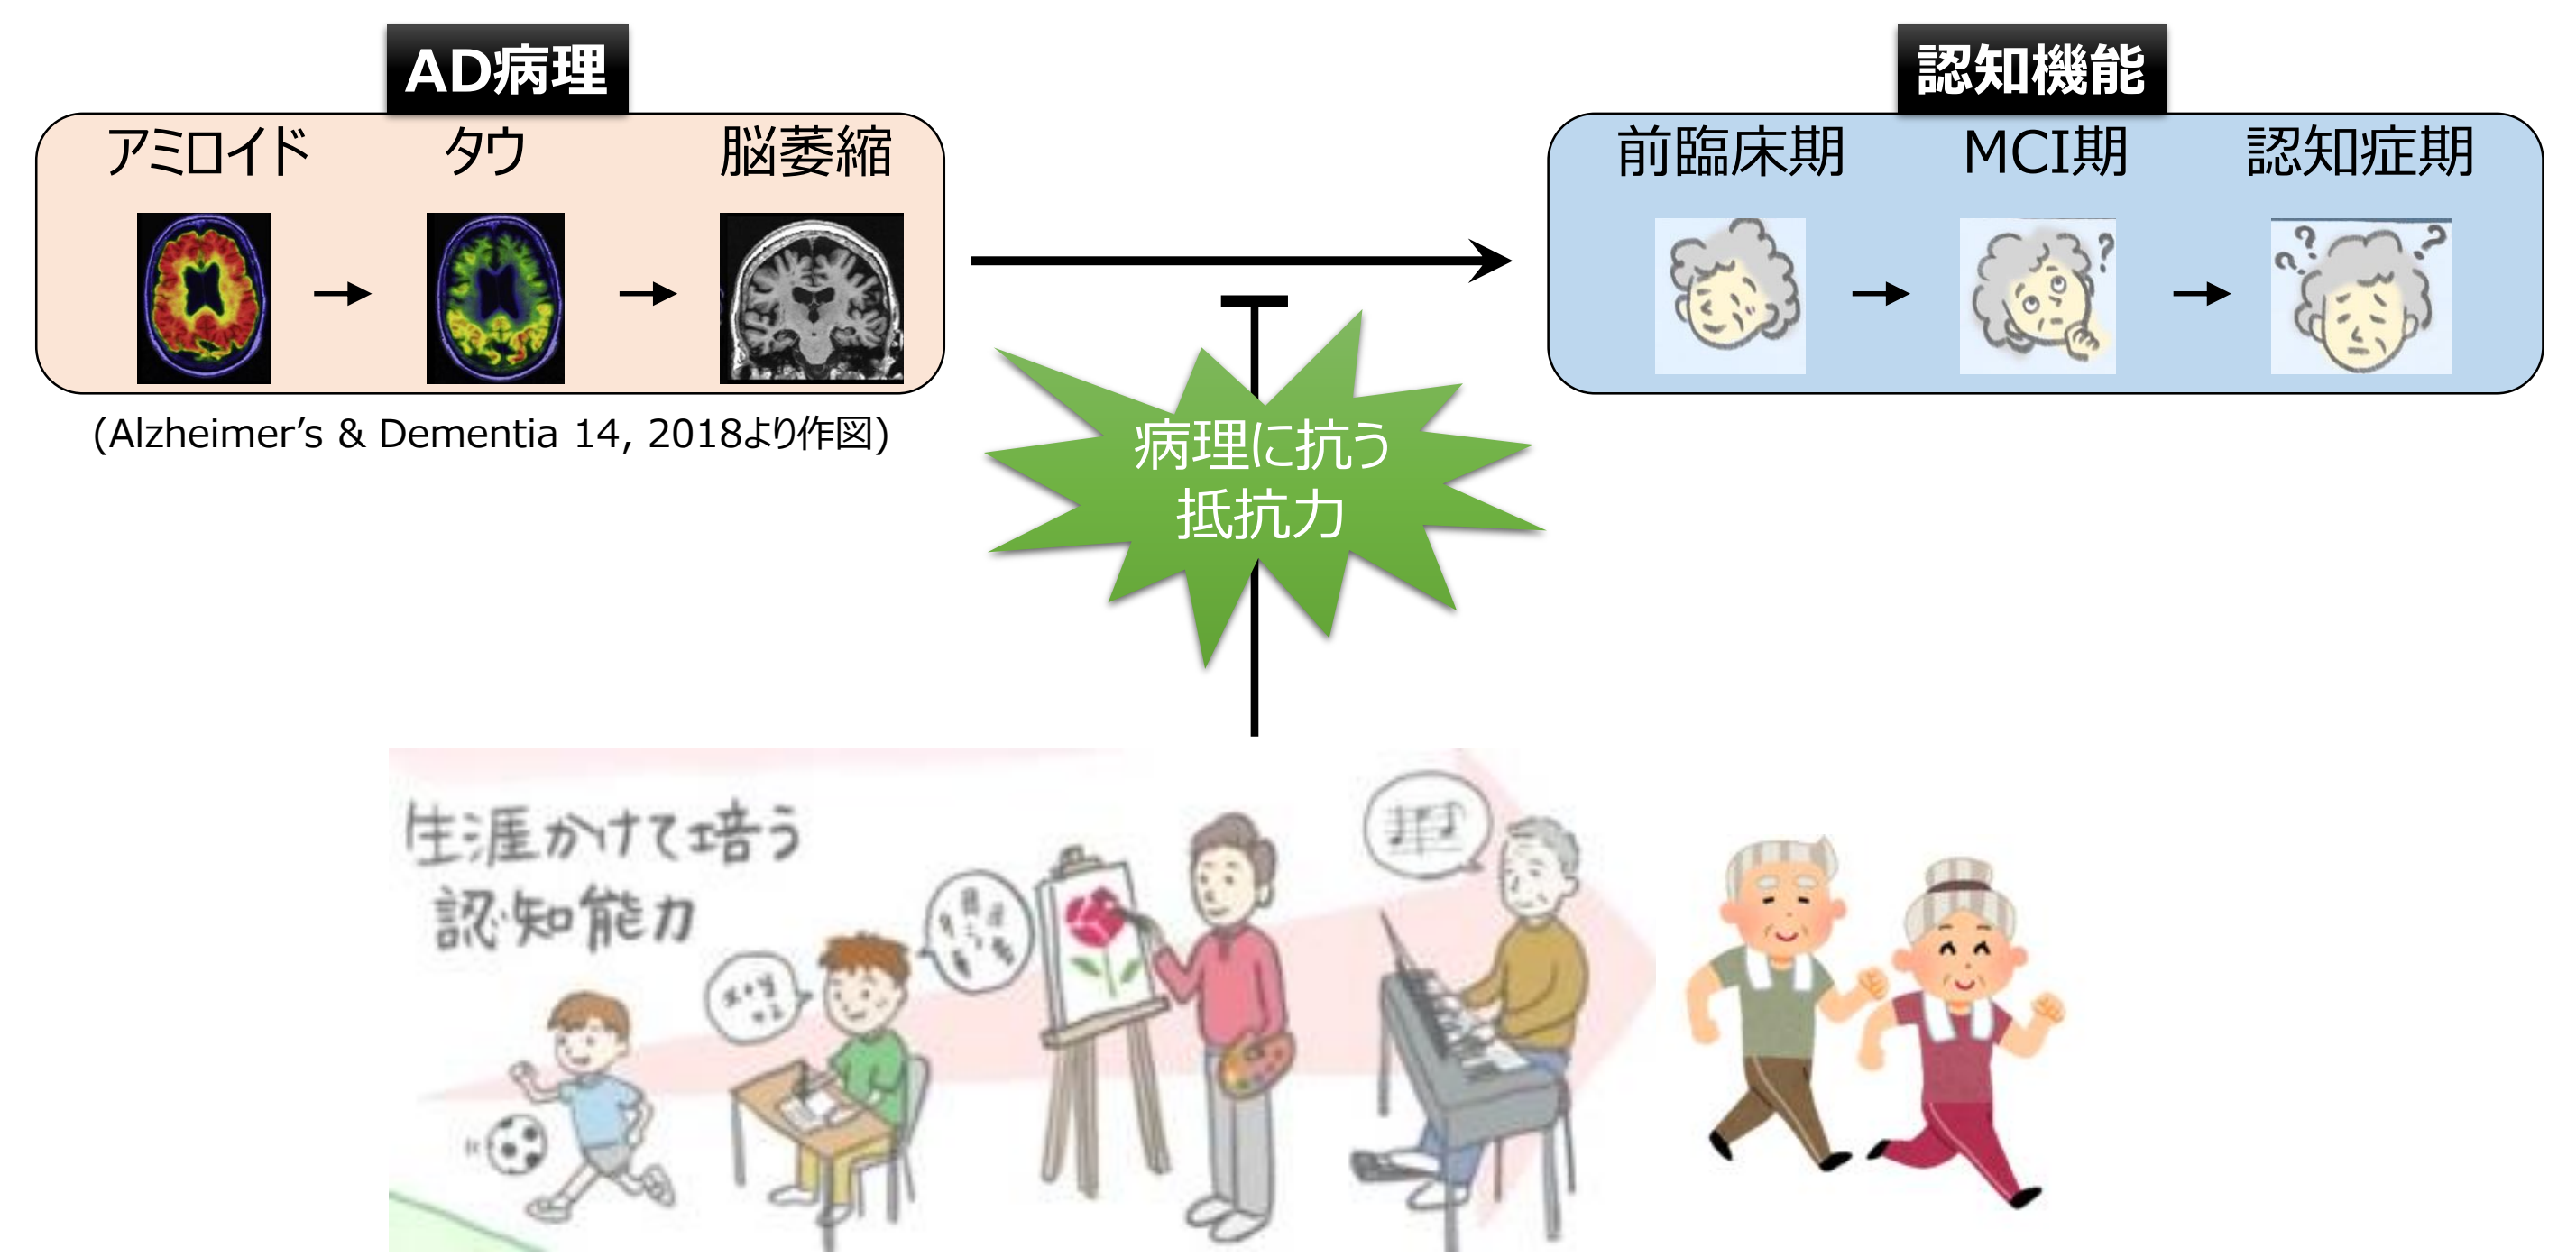 AD病理
アミロイド
タウ
脳萎縮
(Alzheimer’s & Dementia 14, 2018より作図)
認知機能
前臨床期
MCI期
認知症期
?
? ?
病理に抗う
抵抗力
生涯かけて培う
認知能力